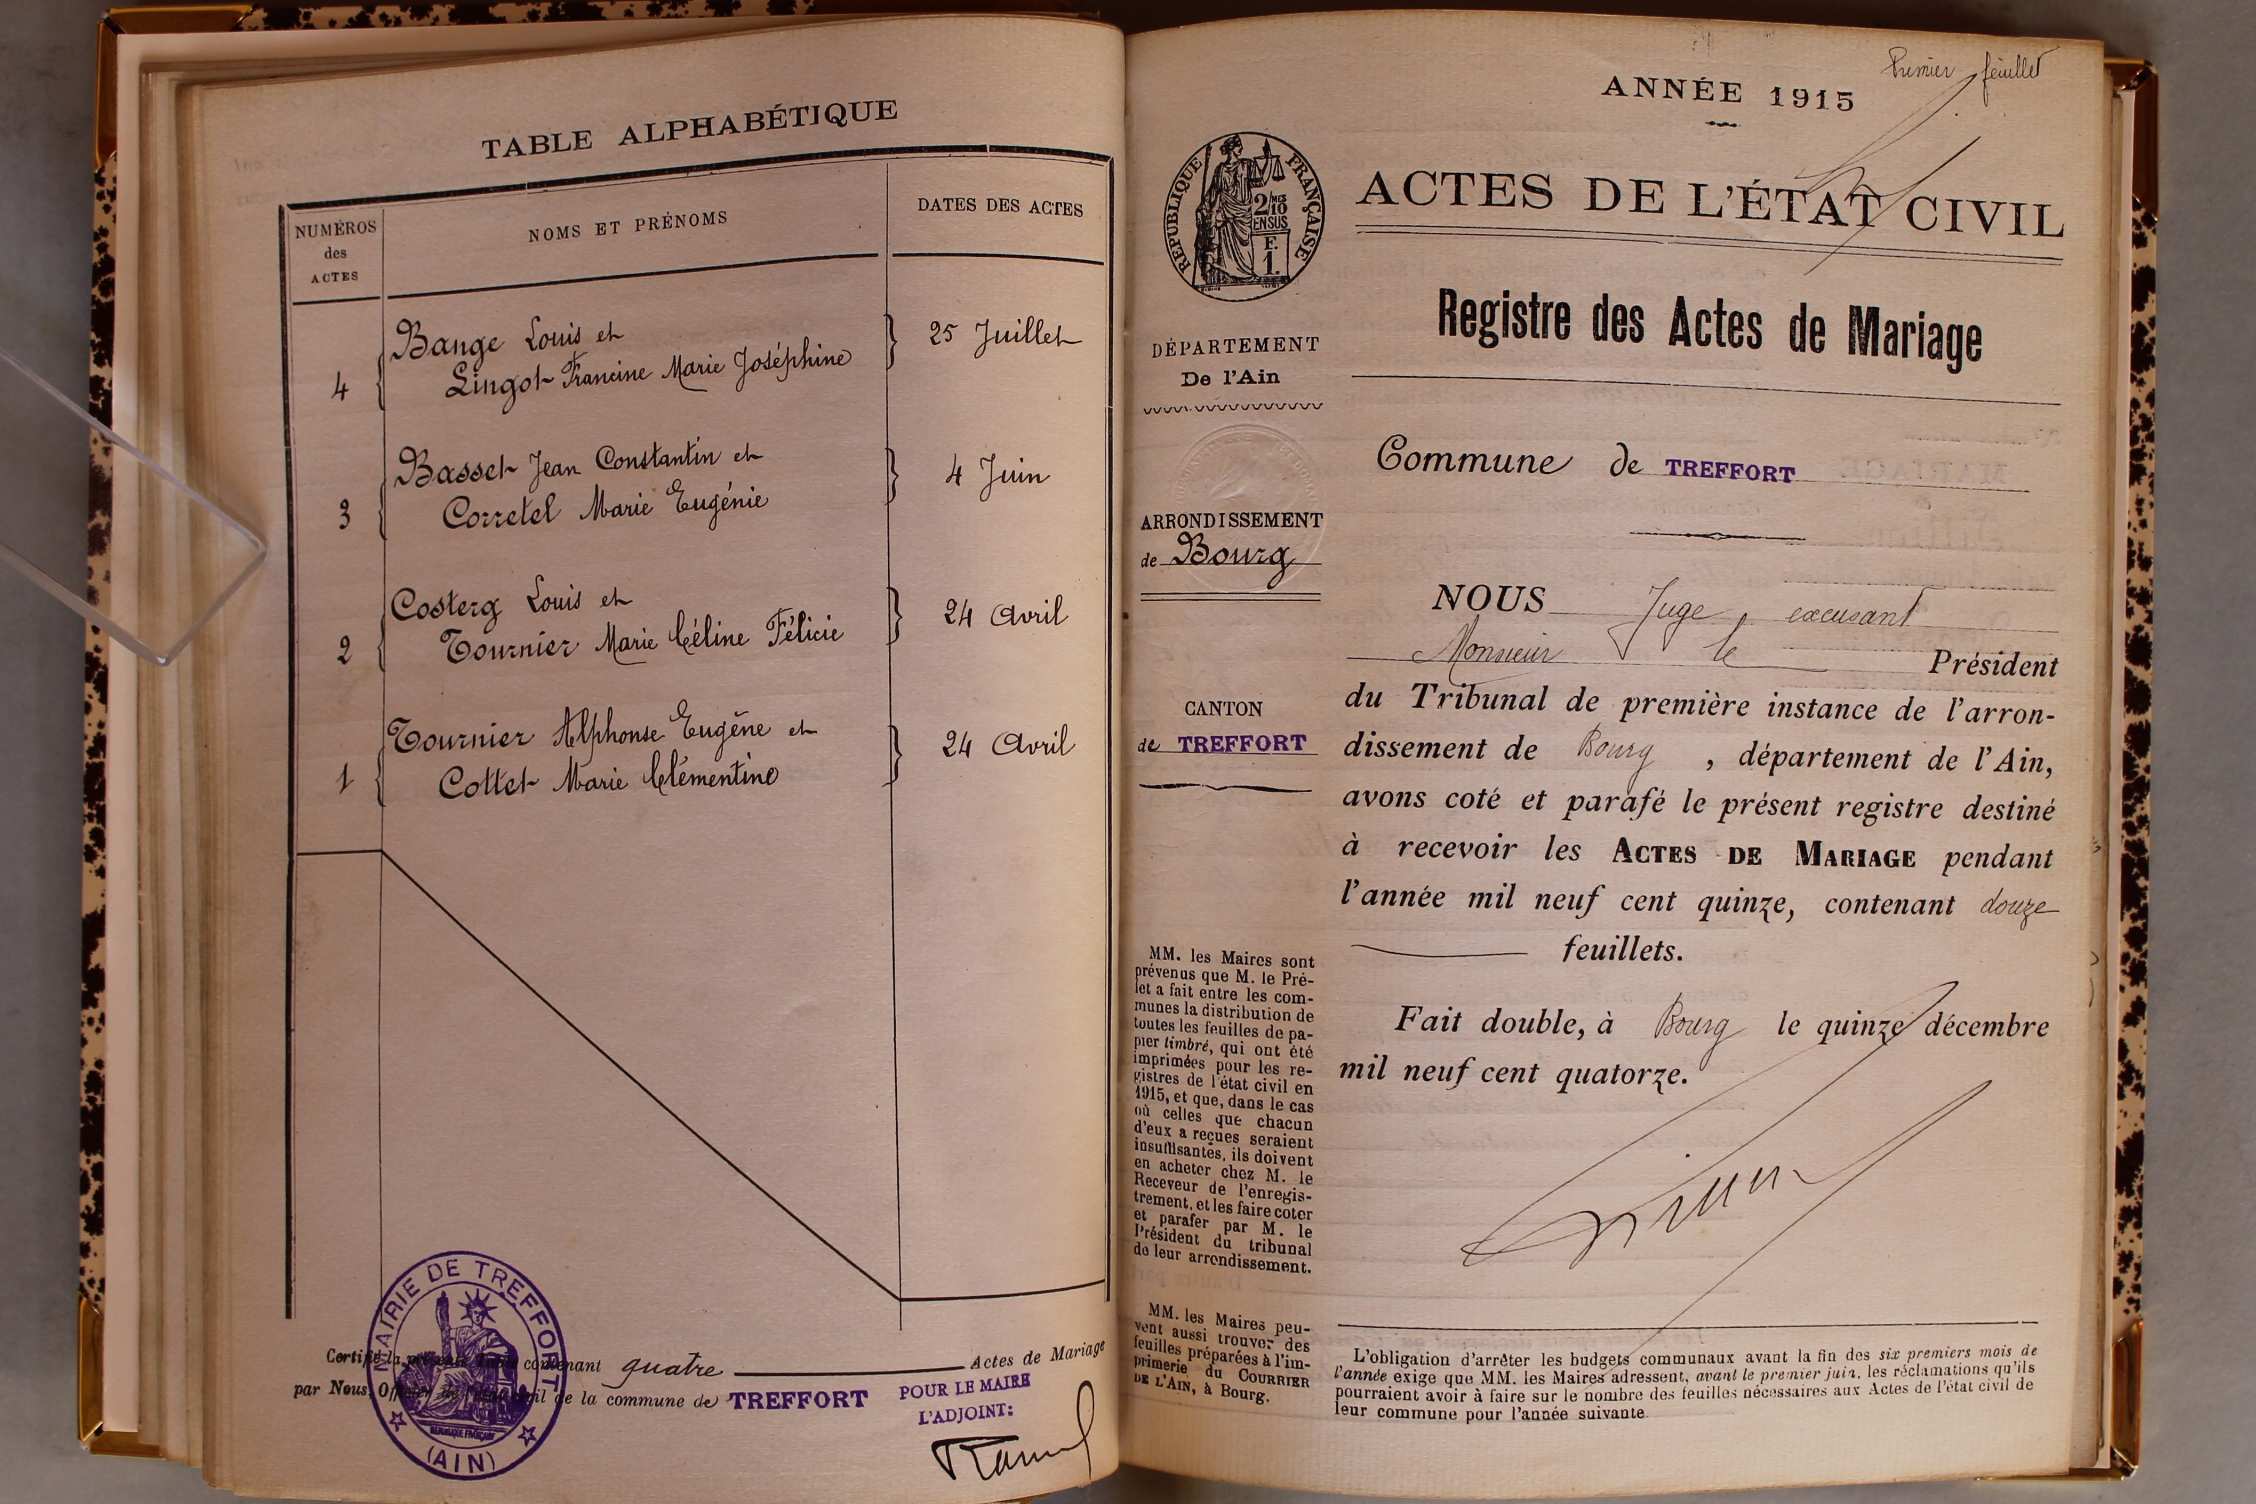 TABLE ALPHABÉTIQUE
NUMÉROS
des
ACTES
NOMS ET PRÉNOMS
DATES DES ACTES
4
Bange Louis et
Lingot Francine Marie Joséphine
25 Juillet
3
Basset Jean Constantin et
Corretel Marie Eugénie
4 Juin
2
Costerg Louis et
Tournier Marie Céline Félicie
24 Avril
1
Tournier Alphonse Eugène et
Cottet Marie Clémentine
24 Avril
MAIRIE DE TREFFORT
RÉPUBLIQUE FRANÇAISE
(AIN)
Certifié la présente Table contenant quatre Actes de Mariage
par Nous, Officier de l'état civil de la commune de TREFFORT
POUR LE MAIRE
L'ADJOINT:
Premier feuillet
ANNÉE 1915
RÉPUBLIQUE FRANÇAISE
2/10 MES
EN SUS
F.
1.
ACTES DE L'ÉTAT CIVIL
Registre des Actes de Mariage
DÉPARTEMENT
De l'Ain
ARRONDISSEMENT
de Bourg
CANTON
de TREFFORT
Commune de TREFFORT
NOUS Juge, excusant
Monsieur le Président
du Tribunal de première instance de l'arron-
dissement de Bourg, département de l'Ain,
avons coté et parafé le présent registre destiné
à recevoir les ACTES DE MARIAGE pendant
l'année mil neuf cent quinze, contenant douze
feuillets.
Fait double, à Bourg le quinze décembre
mil neuf cent quatorze.
MM. les Maires sont
prévenus que M. le Pré-
fet a fait entre les com-
munes la distribution de
toutes les feuilles de pa-
pier timbré, qui ont été
imprimées pour les re-
gistres de l'état civil en
1915, et que, dans le cas
où celles que chacun
d'eux a reçues seraient
insuffisantes, ils doivent
en acheter chez M. le
Receveur de l'enregis-
trement, et les faire coter
et parafer par M. le
Président du tribunal
de leur arrondissement.
MM. les Maires peu-
vent aussi trouver des
feuilles préparées à l'im-
primerie du COURRIER
DE L'AIN, à Bourg.
L'obligation d'arrêter les budgets communaux avant la fin des six premiers mois de
l'année exige que MM. les Maires adressent, avant le premier juin, les réclamations qu'ils
pourraient avoir à faire sur le nombre des feuilles nécessaires aux Actes de l'état civil de
leur commune pour l'année suivante.